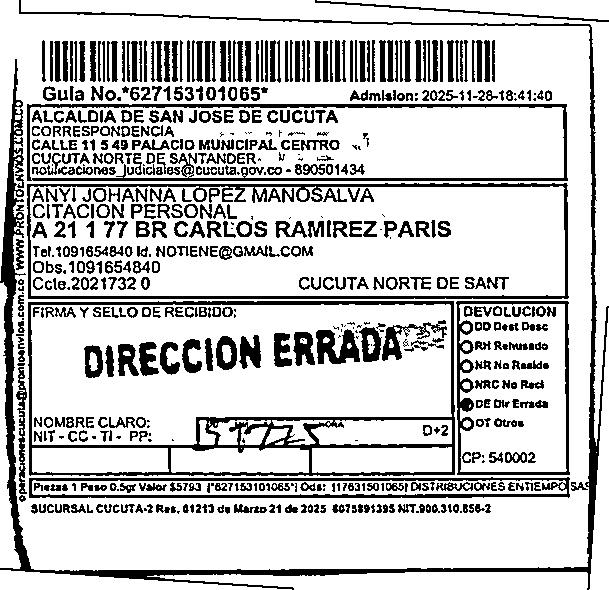 Guia No.*627153101065*
Admision: 2025-11-28-18:41:40
ALCALDIA DE SAN JOSE DE CUCUTA
CORRESPONDENCIA
CALLE 11 5 49 PALACIO MUNICIPAL CENTRO
CUCUTA NORTE DE SANTANDER-
notificaciones_judiciales@cucuta.gov.co - 890501434
ANYI JOHANNA LOPEZ MANOSALVA
CITACION PERSONAL
A 21 1 77 BR CARLOS RAMIREZ PARIS
Tel.1091654840 Id. NOTIENE@GMAIL.COM
Obs.1091654840
Ccte.2021732 0 CUCUTA NORTE DE SANT
FIRMA Y SELLO DE RECIBIDO:
DIRECCION ERRADA
NOMBRE CLARO:
NIT - CC - TI - PP:
D+2
DEVOLUCION
DD Dest Desc
RH Rehusado
NR No Reside
NRC No Reci
DE Dir Errada
OT Otros
CP: 540002
Piezas 1 Peso 0.5gr Valor $5793 [*627153101065*] Ods: [17631501065] DISTRIBUCIONES ENTIEMPO SAS
SUCURSAL CUCUTA-2 Res. 01213 de Marzo 21 de 2025 6075891395 NIT.900.310.856-2
operacionescucuta@prontoenvios.com.co | WWW.PRONTOENVIOS.COM.CO